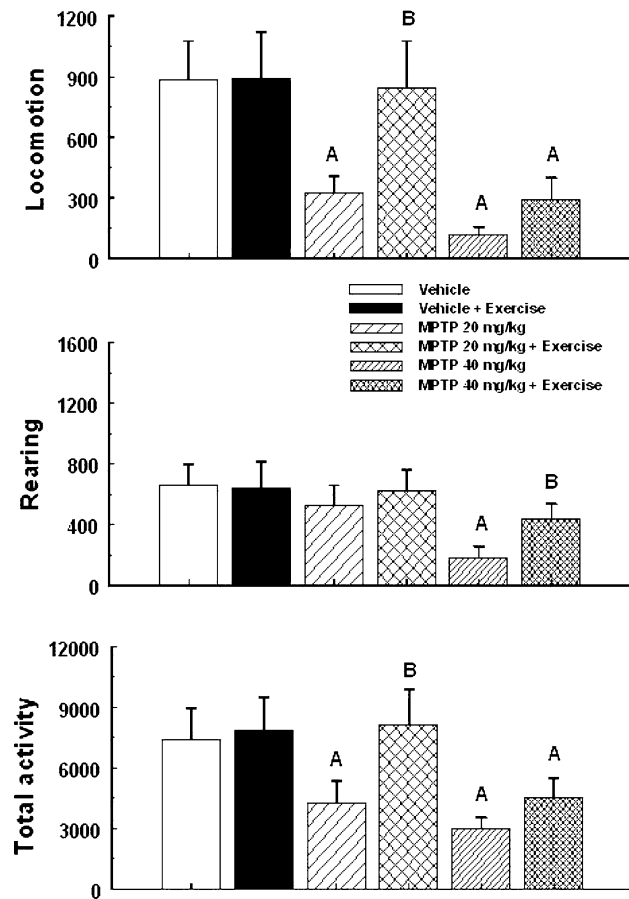 Locomotion
1200
900
600
300
0
A
B
A
A
Vehicle
Vehicle + Exercise
MPTP 20 mg/kg
MPTP 20 mg/kg + Exercise
MPTP 40 mg/kg
MPTP 40 mg/kg + Exercise
Rearing
1600
1200
800
400
0
A
B
Total activity
12000
9000
6000
3000
0
A
B
A
A